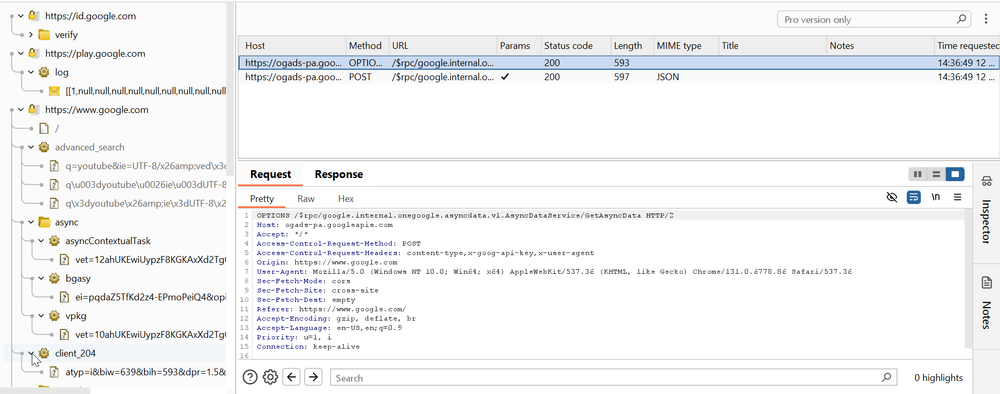 https://id.google.com
verify
https://play.google.com
log
[[1,null,null,null,null,null,null,null,null,null
https://www.google.com
/
advanced_search
q=youtube&ie=UTF-8/x26amp;ved\x3d
q\u003dyoutube\u0026ie\u003dUTF-8
q\x3dyoutube\x26amp;ie\x3dUTF-8\x2
async
asyncContextualTask
vet=12ahUKEwiUypzF8KGKAxXd2Tg
bgasy
ei=pqdaZ5TfKd2z4-EPmoPeiQ4&opi
vpkg
vet=10ahUKEwiUypzF8KGKAxXd2Tg
client_204
atyp=i&biw=639&bih=593&dpr=1.5&
Pro version only
Host Method URL Params Status code Length MIME type Title Notes Time requested
https://ogads-pa.goo... OPTIO... /$rpc/google.internal.o... 200 593 14:36:49 12 ...
https://ogads-pa.goo... POST /$rpc/google.internal.o... ✓ 200 597 JSON 14:36:49 12 ...
Request Response
Pretty Raw Hex
\n
1 OPTIONS /$rpc/google.internal.onegoogle.asyncdata.v1.AsyncDataService/GetAsyncData HTTP/2
2 Host: ogads-pa.googleapis.com
3 Accept: */*
4 Access-Control-Request-Method: POST
5 Access-Control-Request-Headers: content-type,x-goog-api-key,x-user-agent
6 Origin: https://www.google.com
7 User-Agent: Mozilla/5.0 (Windows NT 10.0; Win64; x64) AppleWebKit/537.36 (KHTML, like Gecko) Chrome/131.0.6778.86 Safari/537.36
8 Sec-Fetch-Mode: cors
9 Sec-Fetch-Site: cross-site
10 Sec-Fetch-Dest: empty
11 Referer: https://www.google.com/
12 Accept-Encoding: gzip, deflate, br
13 Accept-Language: en-US,en;q=0.9
14 Priority: u=1, i
15 Connection: keep-alive
16
Search
0 highlights
Inspector
Notes